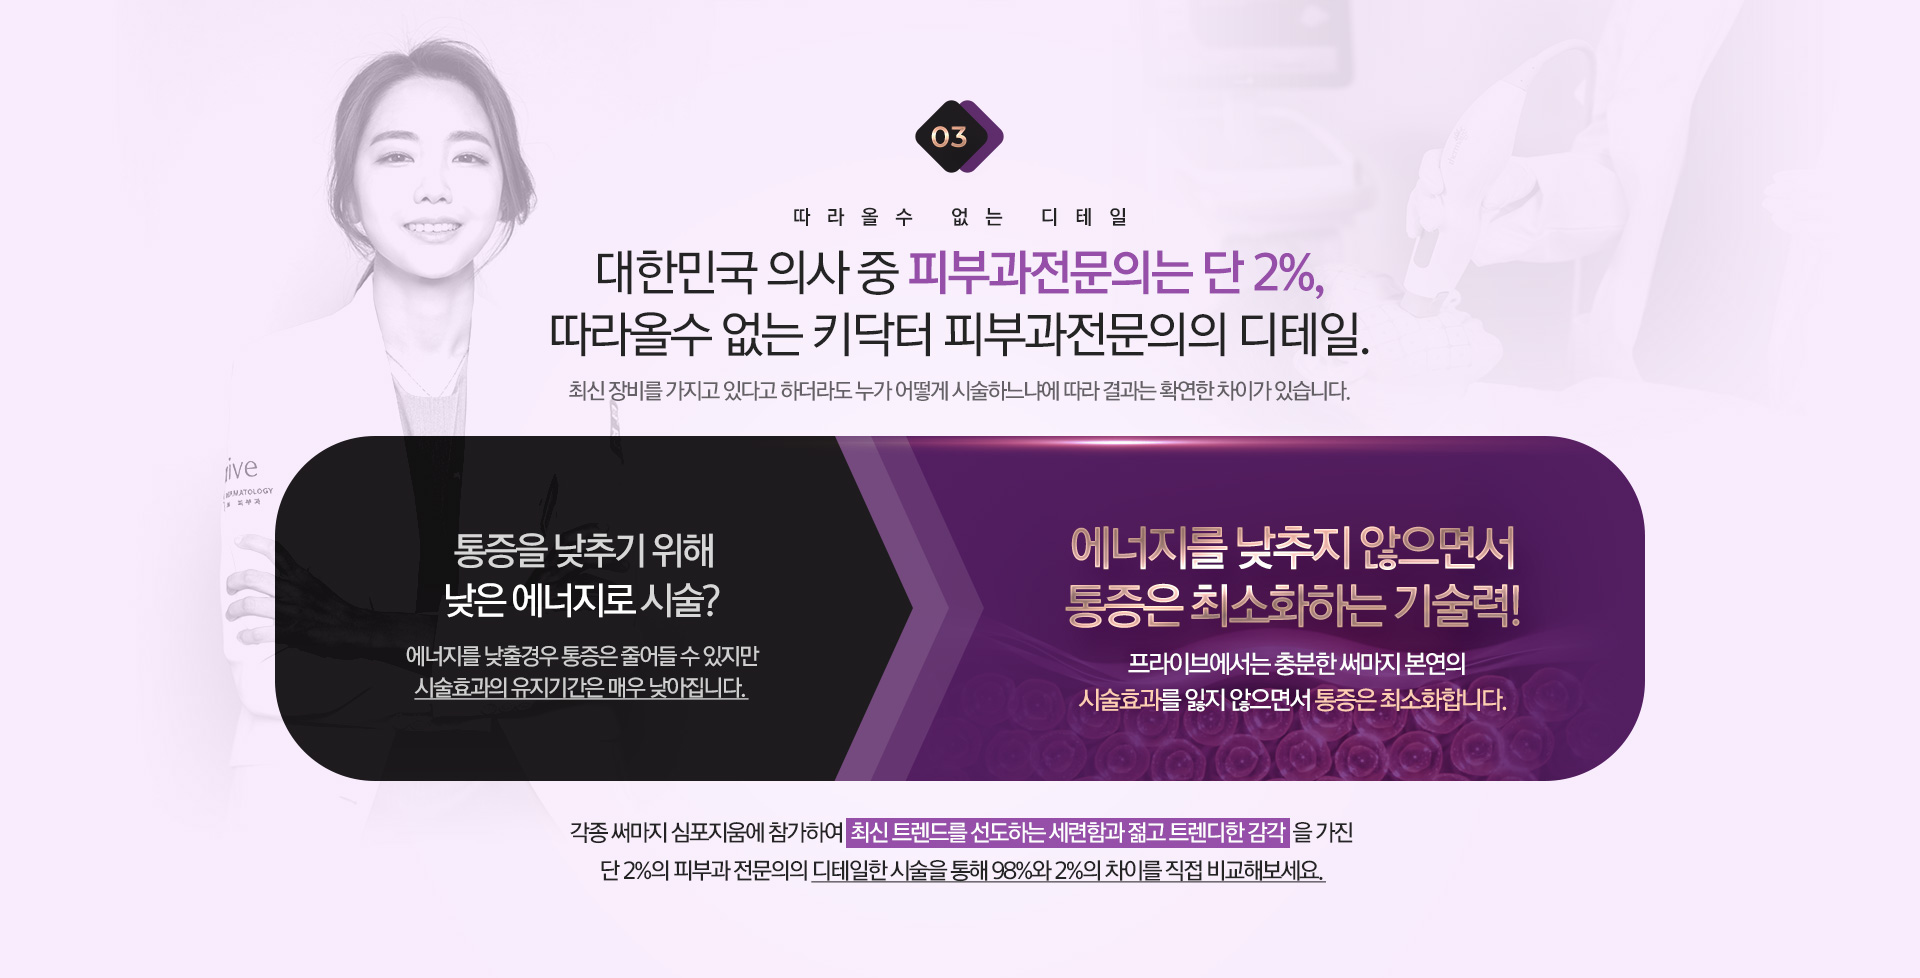 03
따라올수 없는 디테일
대한민국 의사 중 피부과전문의는 단 2%,
따라올수 없는 키닥터 피부과전문의의 디테일.
최신 장비를 가지고 있다고 하더라도 누가 어떻게 시술하느냐에 따라 결과는 확연한 차이가 있습니다.
통증을 낮추기 위해
낮은 에너지로 시술?
에너지를 낮출경우 통증은 줄어들 수 있지만
시술효과의 유지기간은 매우 낮아집니다.
에너지를 낮추지 않으면서
통증은 최소화하는 기술력!
프라이브에서는 충분한 써마지 본연의
시술효과를 잃지 않으면서 통증은 최소화합니다.
각종 써마지 심포지움에 참가하여 최신 트렌드를 선도하는 세련함과 젊고 트렌디한 감각 을 가진
단 2%의 피부과 전문의의 디테일한 시술을 통해 98%와 2%의 차이를 직접 비교해보세요.